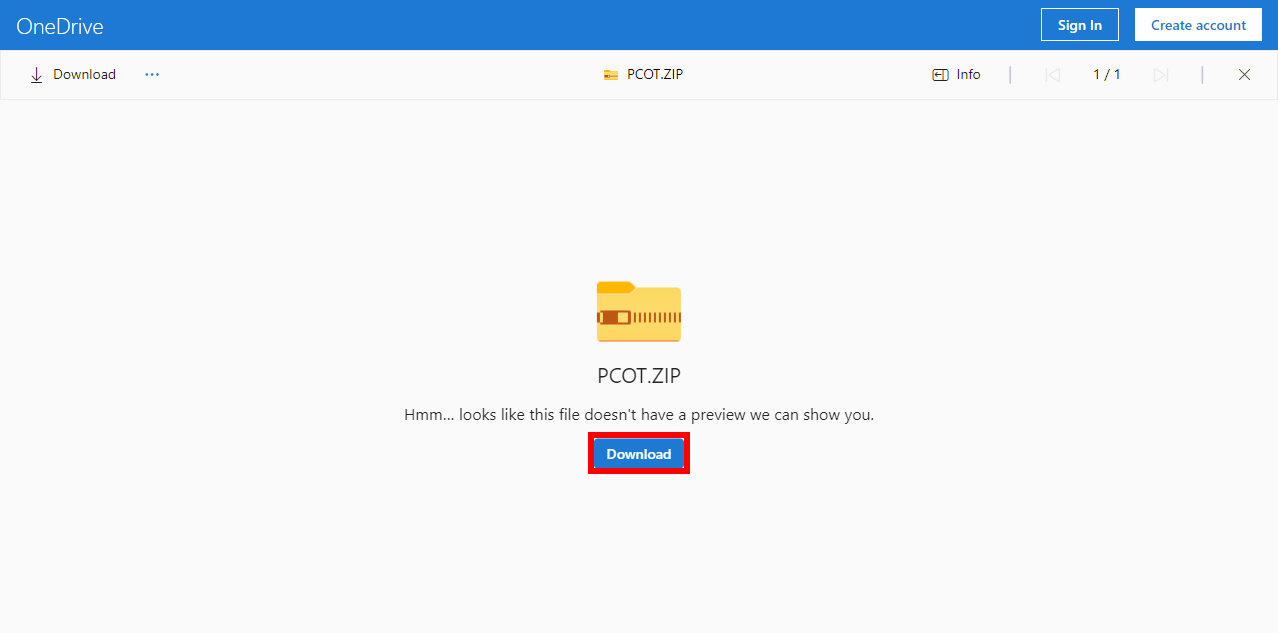 OneDrive
Sign In
Create account
Download
PCOT.ZIP
Info
1 / 1
PCOT.ZIP
Hmm... looks like this file doesn't have a preview we can show you.
Download